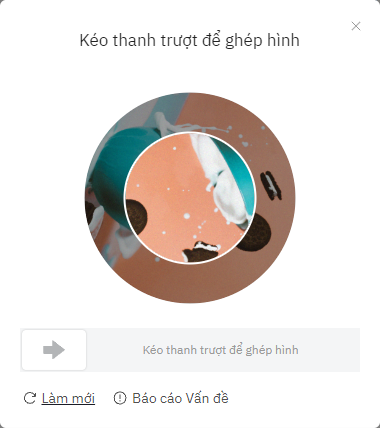 Kéo thanh trượt để ghép hình
Kéo thanh trượt để ghép hình
Làm mới
Báo cáo Vấn đề